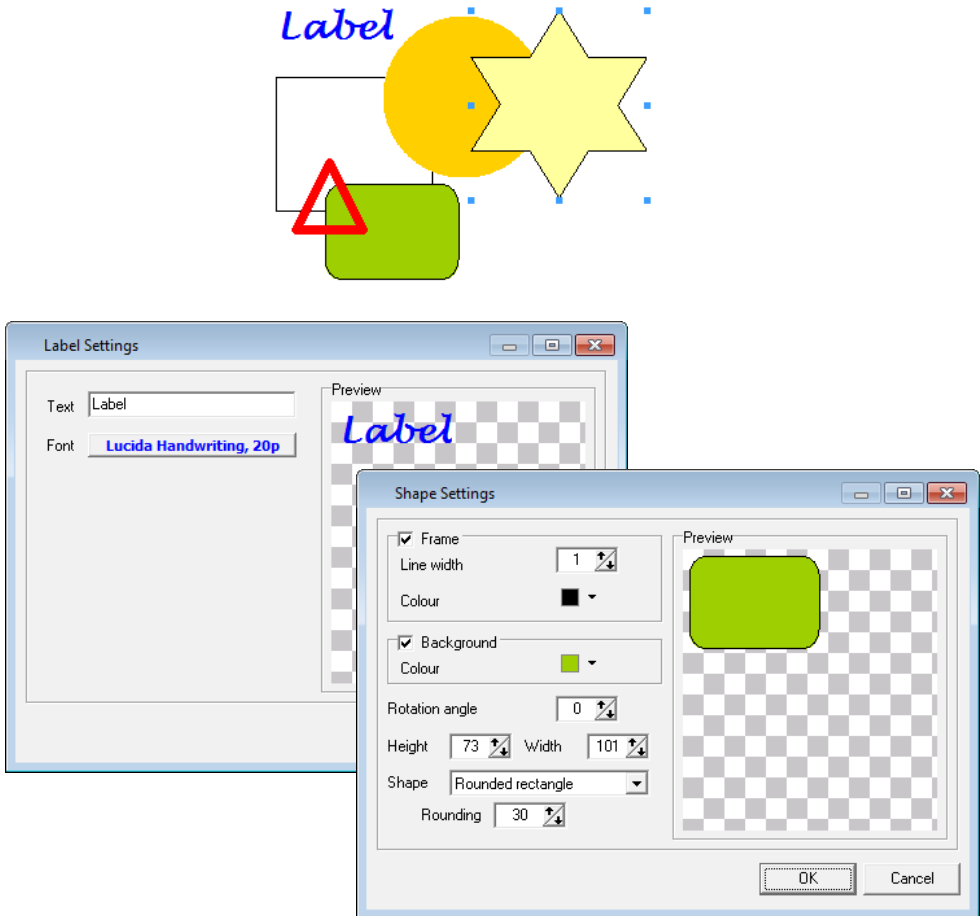 Label
Label Settings
Text Label
Font Lucida Handwriting, 20p
Preview
Label
Shape Settings
Frame
Line width 1
Colour
Background
Colour
Rotation angle 0
Height 73 Width 101
Shape Rounded rectangle
Rounding 30
Preview
OK Cancel